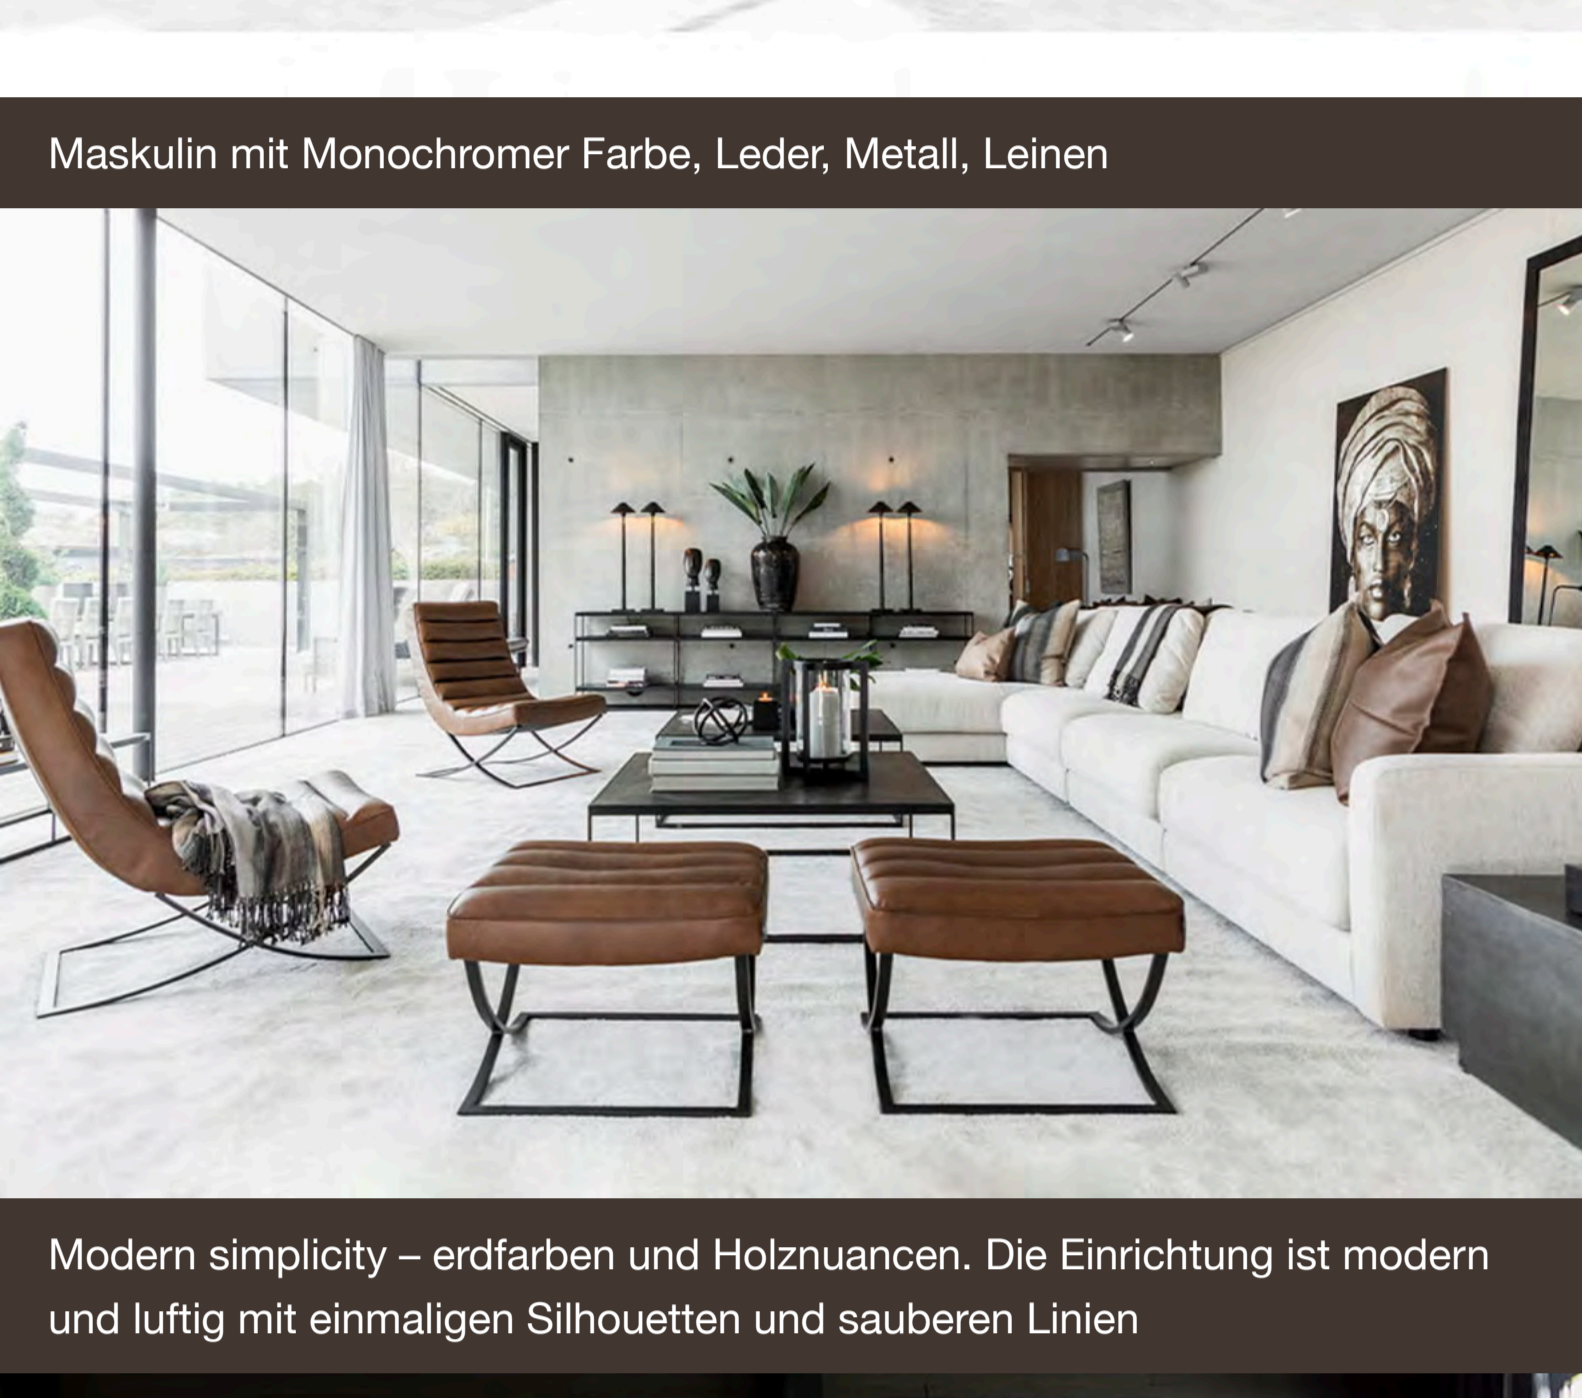 Maskulin mit Monochromer Farbe, Leder, Metall, Leinen
Modern simplicity – erdfarben und Holznuancen. Die Einrichtung ist modern
und luftig mit einmaligen Silhouetten und sauberen Linien